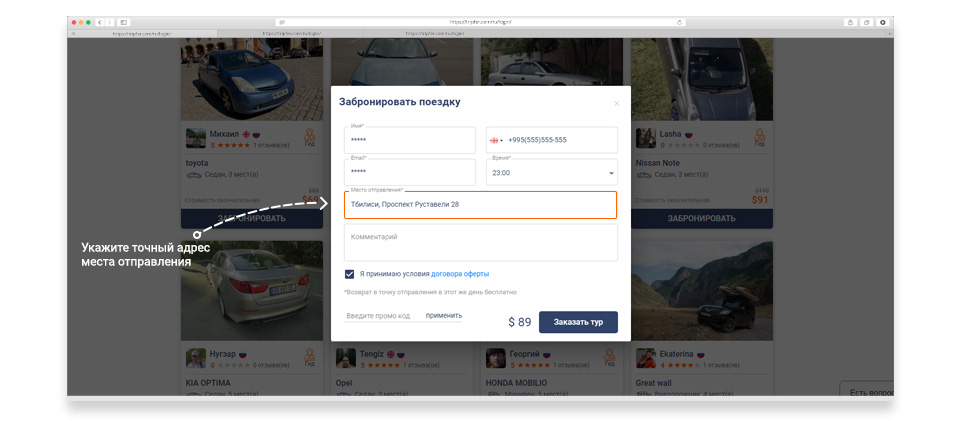 https://tripfer.com/ru/login/
https://tripfer.com/ru/login/
https://tripfer.com/ru/login/
https://tripfer.com/ru/login/
Забронировать поездку
Имя*
*****
+995(555)555-555
Email*
*****
Время*
23:00
Место отправления*
Тбилиси, Проспект Руставели 28
Комментарий
Я принимаю условия договора оферты
*Возврат в точку отправления в этот же день бесплатно
Введите промо код
применить
$ 89
Заказать тур
Укажите точный адрес
места отправления
Михаил
5 ★★★★★ 1 отзыва(ов)
ГИД
toyota
Седан, 3 мест(а)
Стоимость окончательная
ЗАБРОНИРОВАТЬ
Lasha
0 ★★★★★ 0 отзыва(ов)
ГИД
Nissan Note
Седан, 3 мест(а)
Стоимость окончательная
$91
ЗАБРОНИРОВАТЬ
Нугзар
0 ★★★★★ 0 отзыва(ов)
KIA OPTIMA
Tengiz
5 ★★★★★ 1 отзыва(ов)
Opel
Седан, 3 мест(а)
Георгий
5 ★★★★★ 1 отзыва(ов)
HONDA MOBILIO
Минивен, 5 мест(а)
Ekaterina
4 ★★★★★ 1 отзыва(ов)
Great wall
Внедорожник, 4 мест(а)
Есть вопрос